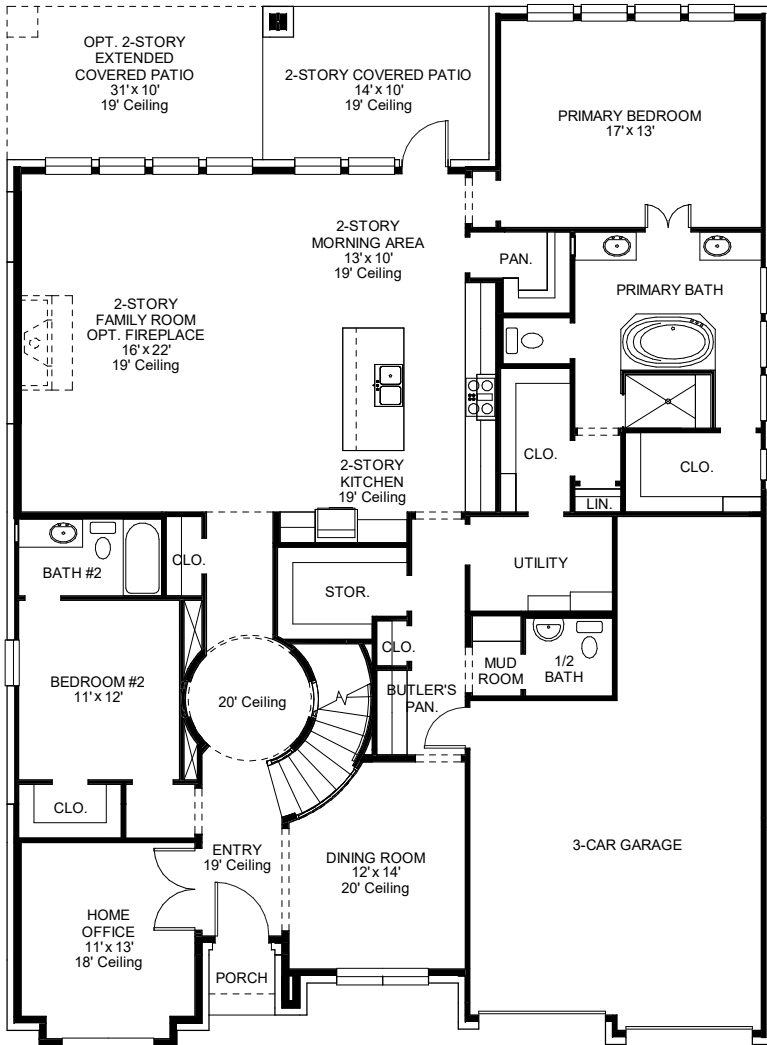 OPT. 2-STORY
EXTENDED
COVERED PATIO
31' x 10'
19' Ceiling
2-STORY COVERED PATIO
14' x 10'
19' Ceiling
PRIMARY BEDROOM
17' x 13'
2-STORY
MORNING AREA
13' x 10'
19' Ceiling
PAN.
PRIMARY BATH
2-STORY
FAMILY ROOM
OPT. FIREPLACE
16' x 22'
19' Ceiling
2-STORY
KITCHEN
19' Ceiling
CLO.
CLO.
LIN.
BATH #2
CLO.
STOR.
UTILITY
CLO.
MUD
ROOM
1/2
BATH
BEDROOM #2
11' x 12'
20' Ceiling
BUTLER'S
PAN.
CLO.
ENTRY
19' Ceiling
DINING ROOM
12' x 14'
20' Ceiling
3-CAR GARAGE
HOME
OFFICE
11' x 13'
18' Ceiling
PORCH